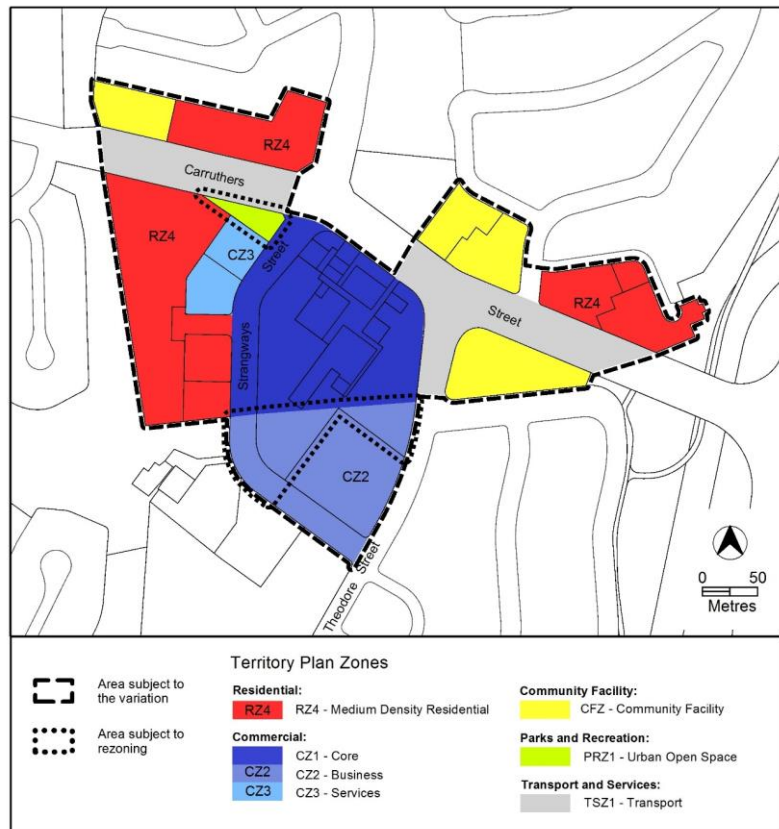 RZ4
Carruthers
RZ4
CZ3
Street
RZ4
Street
Strangways
CZ2
Theodore
Street
0 50
Metres
Territory Plan Zones
Area subject to
the variation
Area subject to
rezoning
Residential:
RZ4 RZ4 - Medium Density Residential
Commercial:
CZ1 - Core
CZ2 CZ2 - Business
CZ3 CZ3 - Services
Community Facility:
CFZ - Community Facility
Parks and Recreation:
PRZ1 - Urban Open Space
Transport and Services:
TSZ1 - Transport